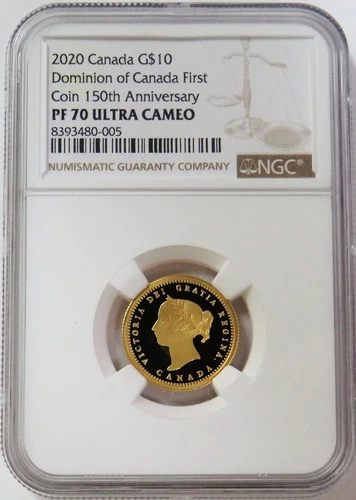 2020 Canada G$10
Dominion of Canada First
Coin 150th Anniversary
PF 70 ULTRA CAMEO
8393480-005
NUMISMATIC GUARANTY COMPANY
NGC®
VICTORIA DEI GRATIA REGINA.
CANADA